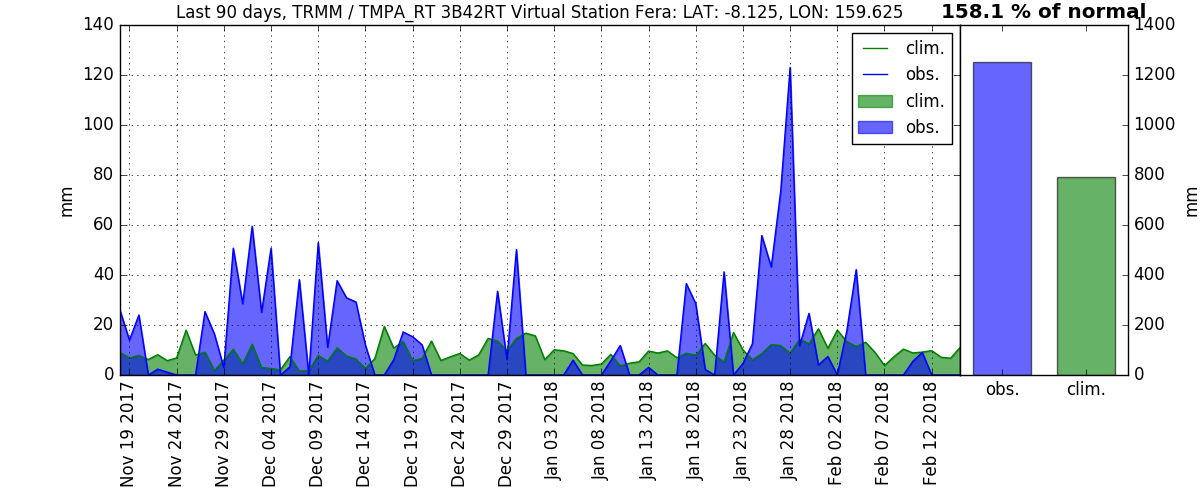 Last 90 days, TRMM / TMPA_RT 3B42RT Virtual Station Fera: LAT: -8.125, LON: 159.625
158.1 % of normal
mm
140
120
100
80
60
40
20
0
clim.
obs.
clim.
obs.
1400
1200
1000
800
600
400
200
0
mm
obs.
clim.
Nov 19 2017
Nov 24 2017
Nov 29 2017
Dec 04 2017
Dec 09 2017
Dec 14 2017
Dec 19 2017
Dec 24 2017
Dec 29 2017
Jan 03 2018
Jan 08 2018
Jan 13 2018
Jan 18 2018
Jan 23 2018
Jan 28 2018
Feb 02 2018
Feb 07 2018
Feb 12 2018